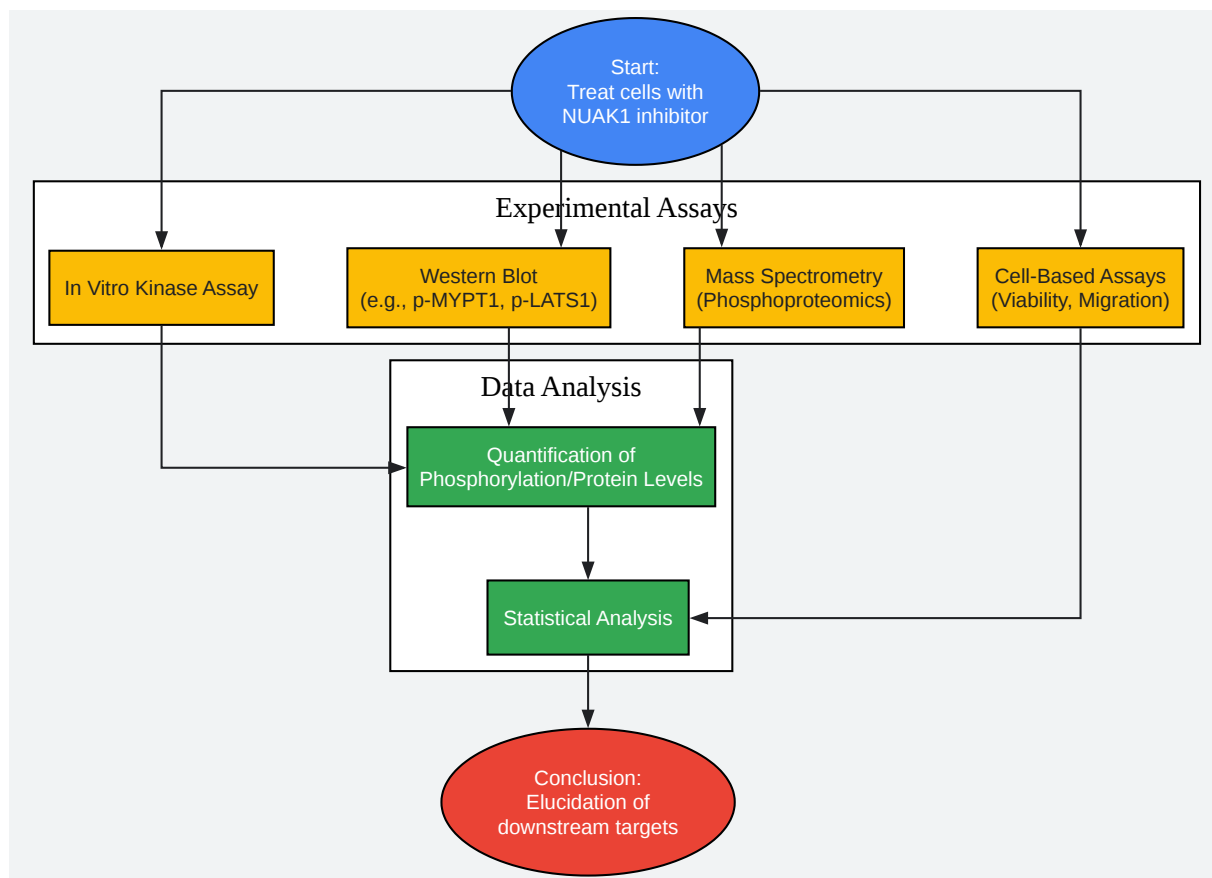 Start:
Treat cells with
NUAK1 inhibitor
Experimental Assays
In Vitro Kinase Assay
Western Blot
(e.g., p-MYPT1, p-LATS1)
Mass Spectrometry
(Phosphoproteomics)
Cell-Based Assays
(Viability, Migration)
Data Analysis
Quantification of
Phosphorylation/Protein Levels
Statistical Analysis
Conclusion:
Elucidation of
downstream targets